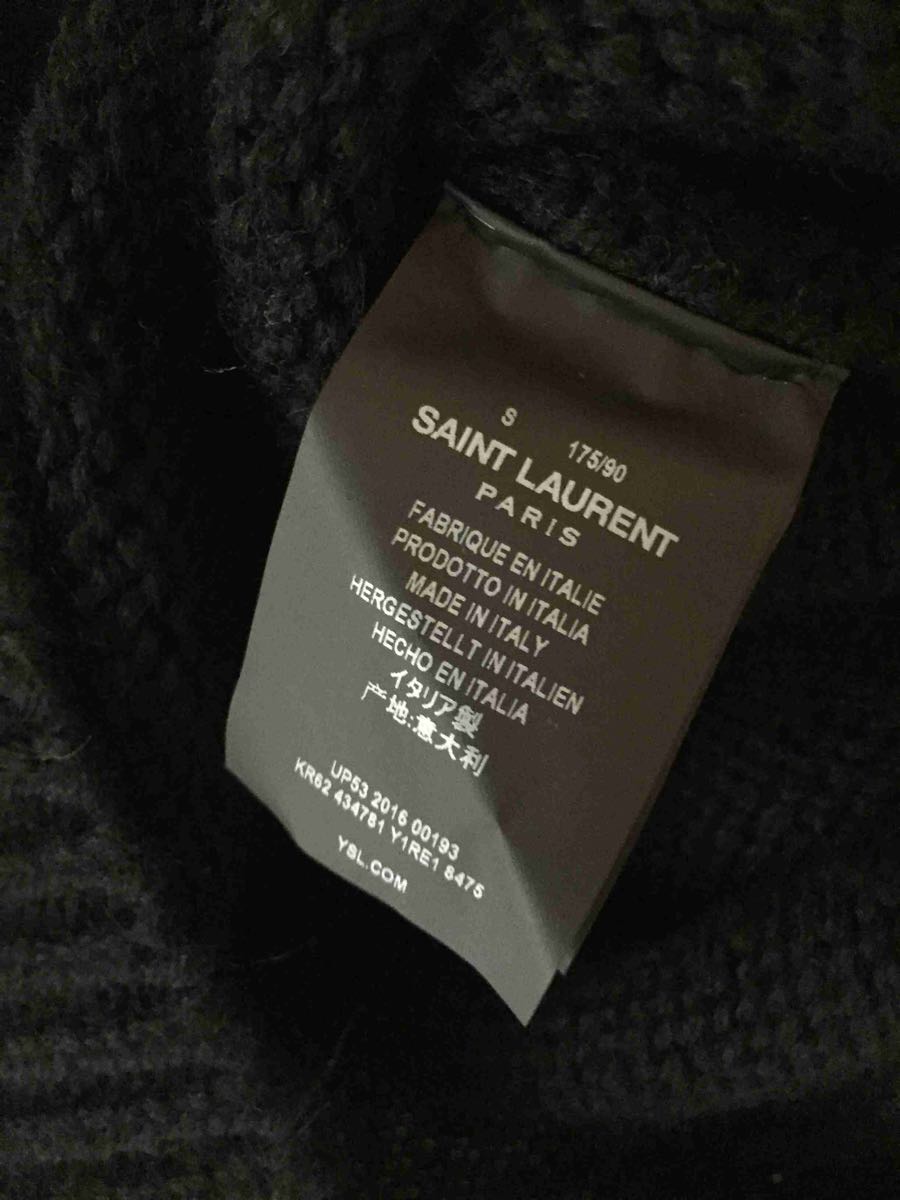 S 175/90
SAINT LAURENT
PARIS
FABRIQUE EN ITALIE
PRODOTTO IN ITALIA
MADE IN ITALY
HERGESTELLT IN ITALIEN
HECHO EN ITALIA
イタリア製
产地:意大利
UP53 2016 00193
KR62 434781 Y1RE1 8475
YSL.COM